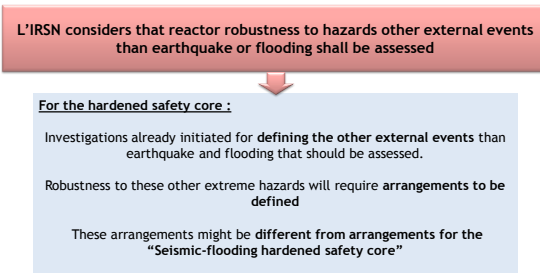 L'IRSN considers that reactor robustness to hazards other external events
than earthquake or flooding shall be assessed
For the hardened safety core :
Investigations already initiated for defining the other external events than
earthquake and flooding that should be assessed.
Robustness to these other extreme hazards will require arrangements to be
defined
These arrangements might be different from arrangements for the
“Seismic-flooding hardened safety core”